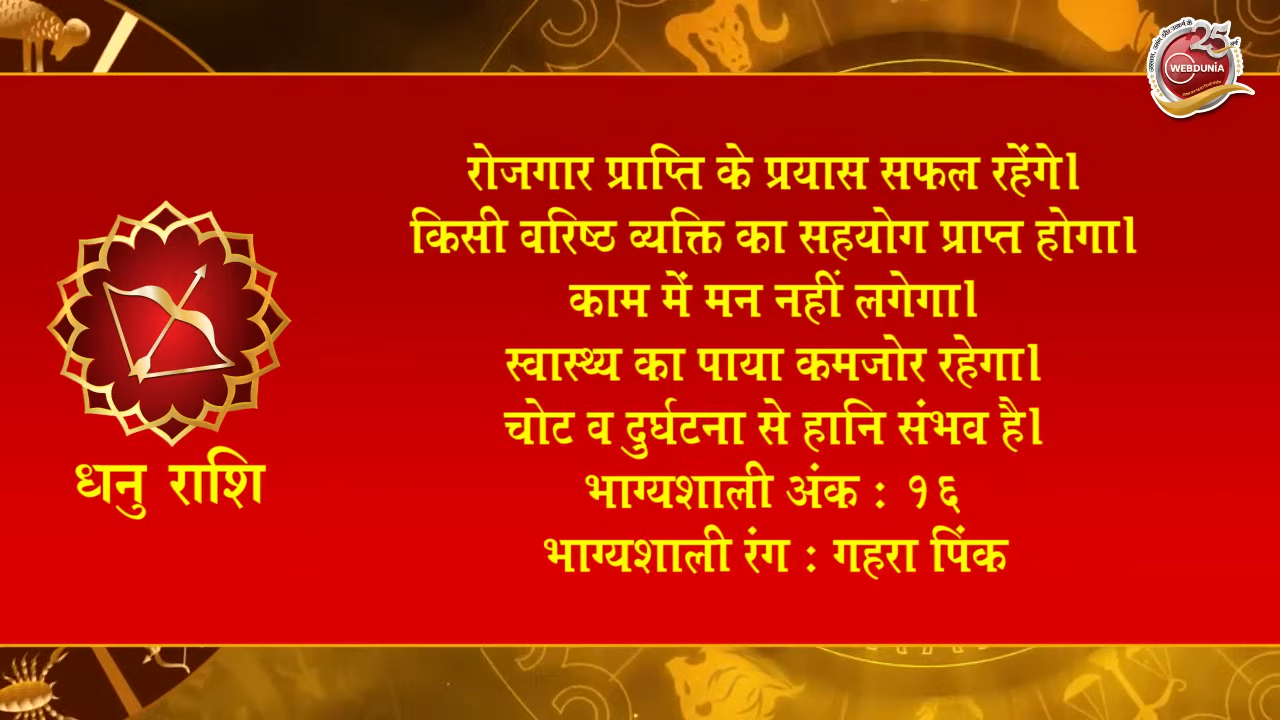 25
WEBDUNIA
रोजगार प्राप्ति के प्रयास सफल रहेंगे।
किसी वरिष्ठ व्यक्ति का सहयोग प्राप्त होगा।
काम में मन नहीं लगेगा।
स्वास्थ्य का पाया कमजोर रहेगा।
चोट व दुर्घटना से हानि संभव है।
भाग्यशाली अंक : १६
भाग्यशाली रंग : गहरा पिंक
धनु राशि